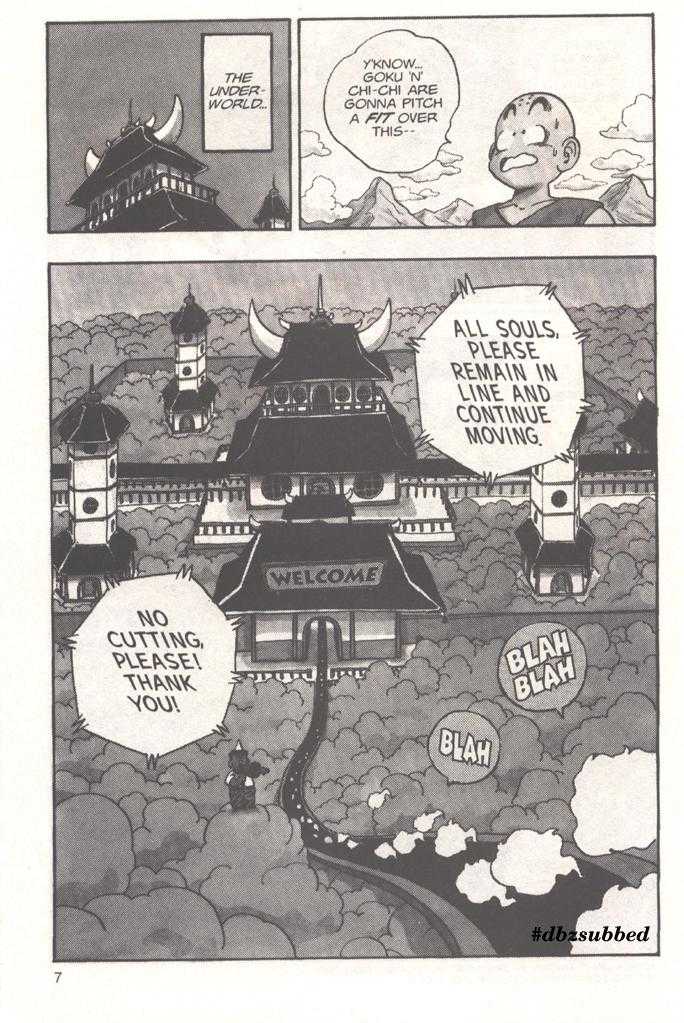 Y'KNOW...
GOKU 'N'
CHI-CHI ARE
GONNA PITCH
A FIT OVER
THIS--
THE
UNDER-
WORLD...
ALL SOULS,
PLEASE
REMAIN IN
LINE AND
CONTINUE
MOVING.
WELCOME
NO
CUTTING,
PLEASE!
THANK
YOU!
BLAH
BLAH
BLAH
#dbzsubbed
7